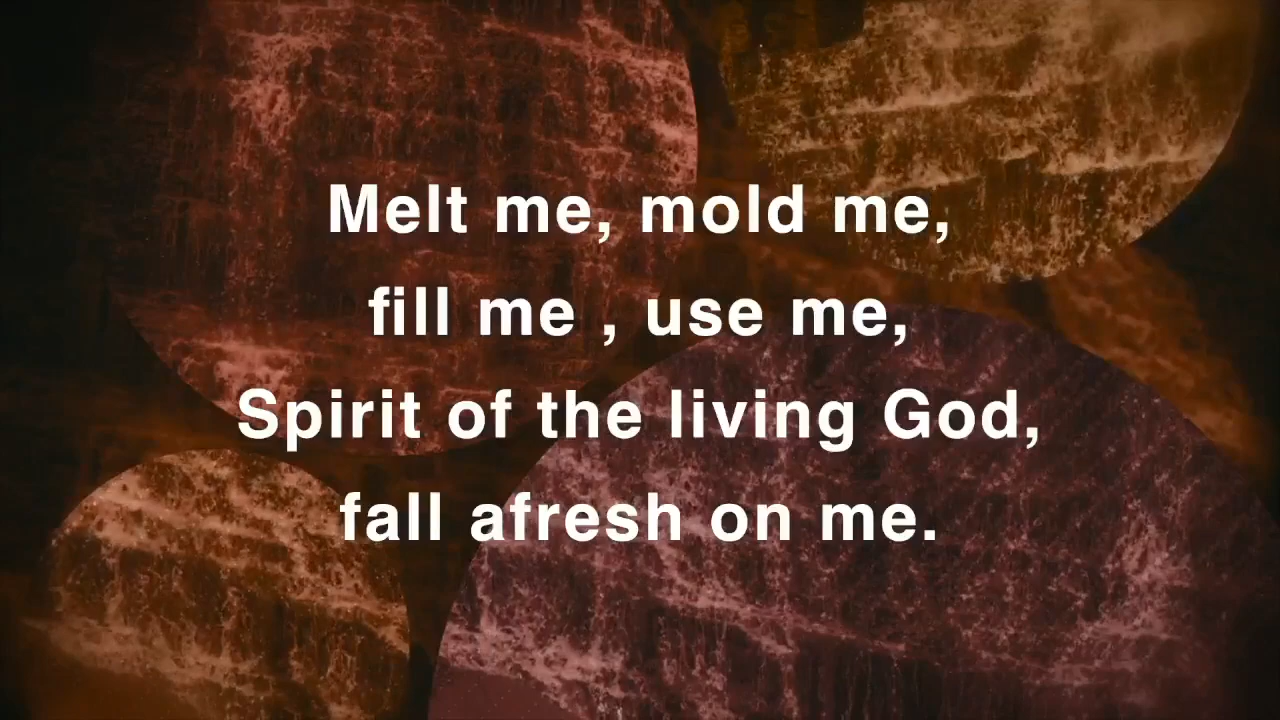 Melt me, mold me,
fill me , use me,
Spirit of the living God,
fall afresh on me.